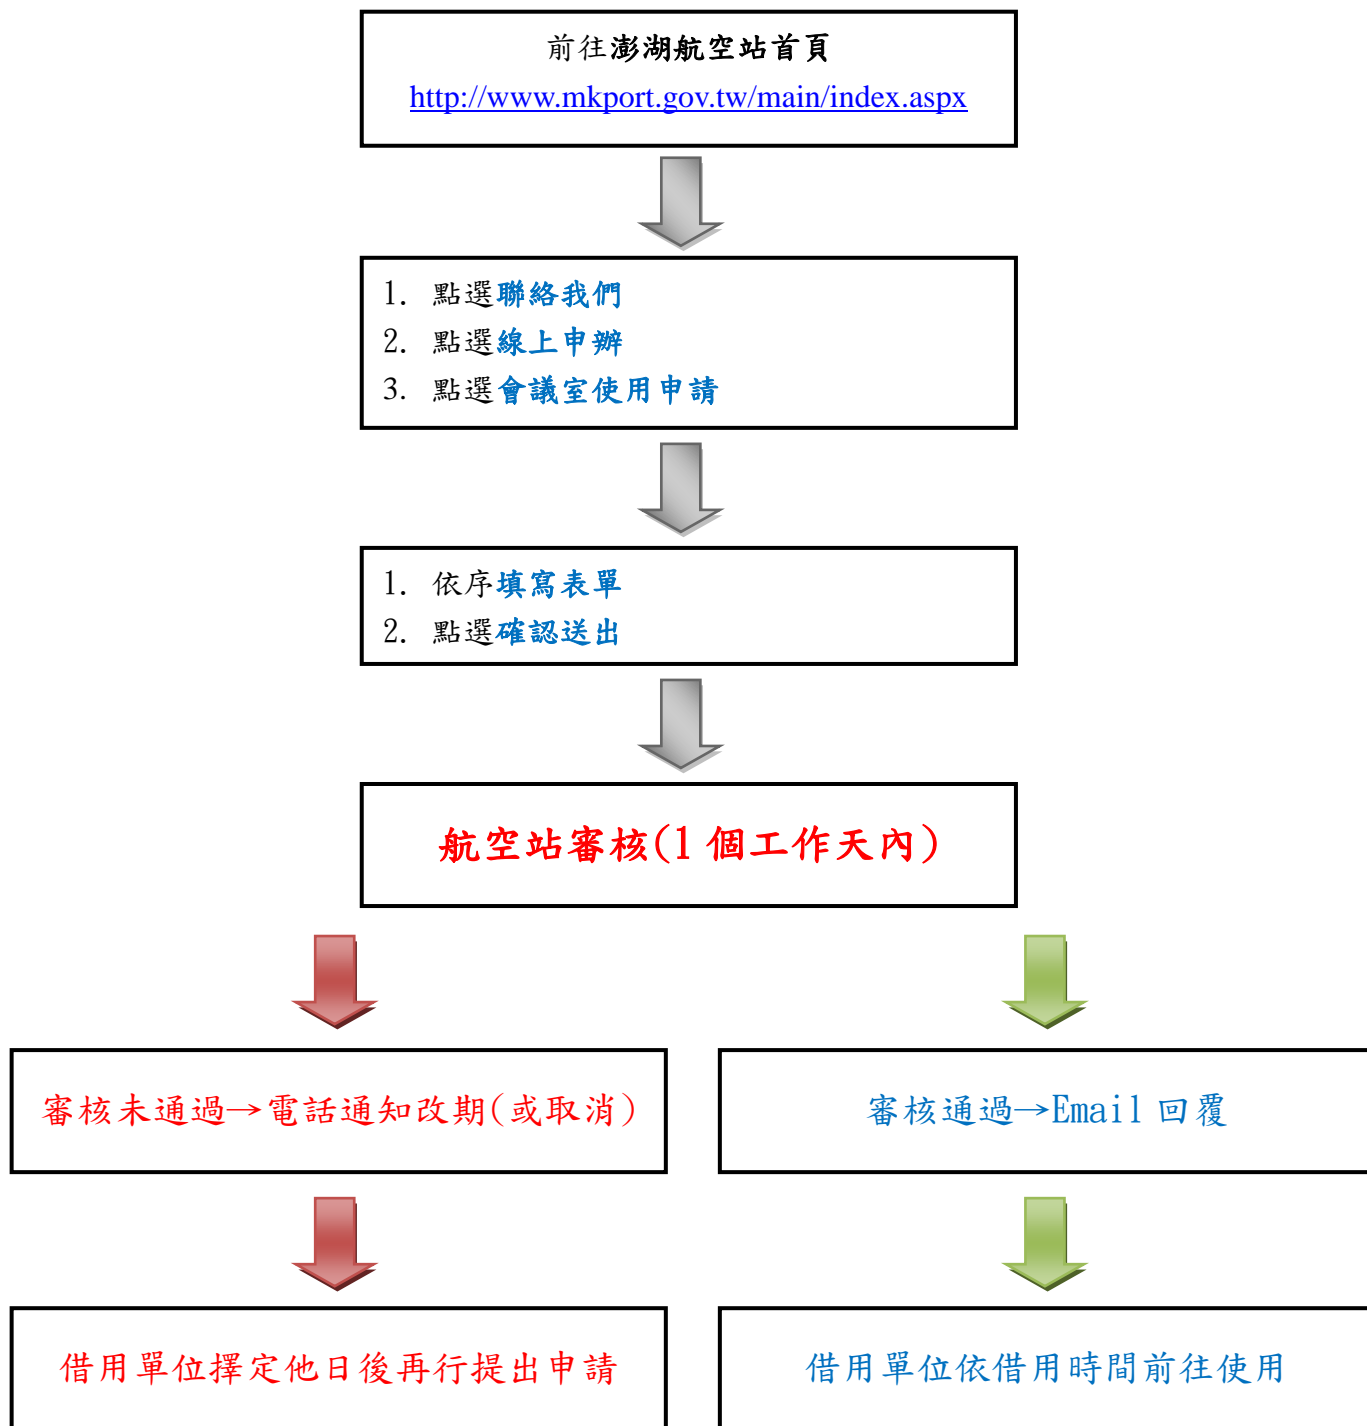 前往澎湖航空站首頁
http://www.mkport.gov.tw/main/index.aspx
1. 點選聯絡我們
2. 點選線上申辦
3. 點選會議室使用申請
1. 依序填寫表單
2. 點選確認送出
航空站審核(1 個工作天內)
審核未通過→電話通知改期(或取消)
審核通過→Email 回覆
借用單位擇定他日後再行提出申請
借用單位依借用時間前往使用